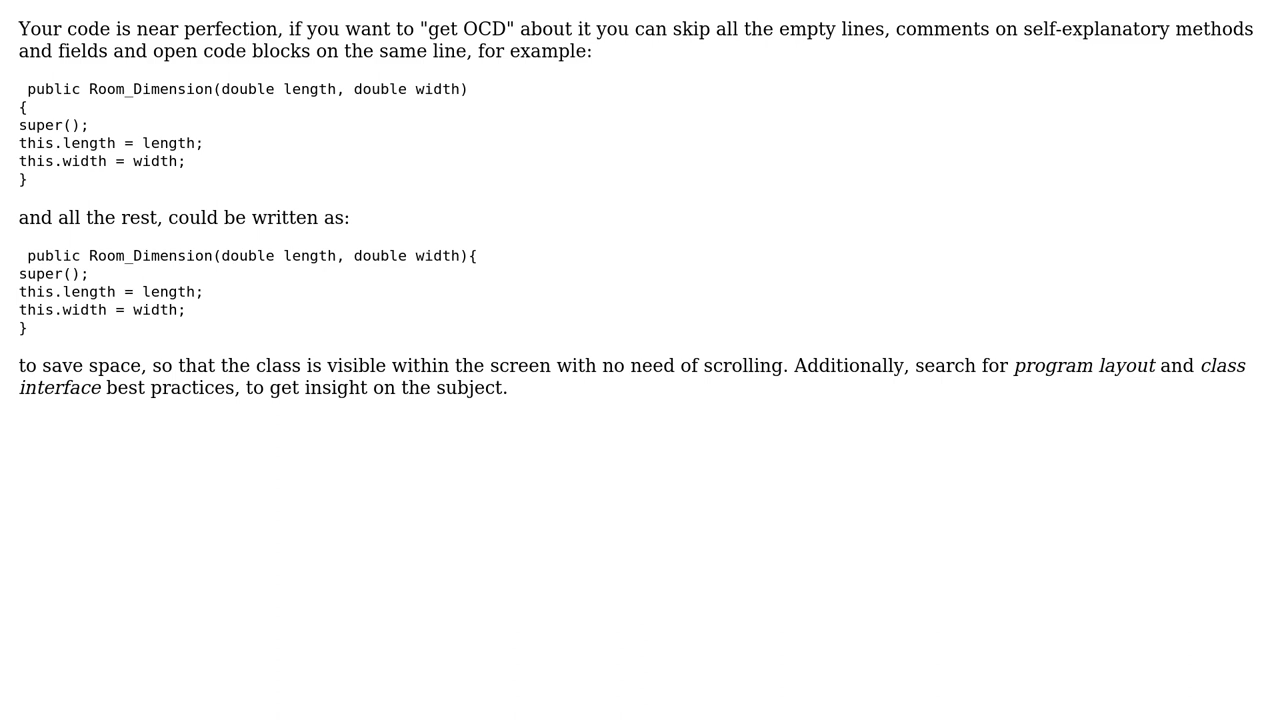 Your code is near perfection, if you want to "get OCD" about it you can skip all the empty lines, comments on self-explanatory methods
and fields and open code blocks on the same line, for example:
public Room_Dimension(double length, double width)
{
super();
this.length = length;
this.width = width;
}
and all the rest, could be written as:
public Room_Dimension(double length, double width){
super();
this.length = length;
this.width = width;
}
to save space, so that the class is visible within the screen with no need of scrolling. Additionally, search for program layout and class
interface best practices, to get insight on the subject.